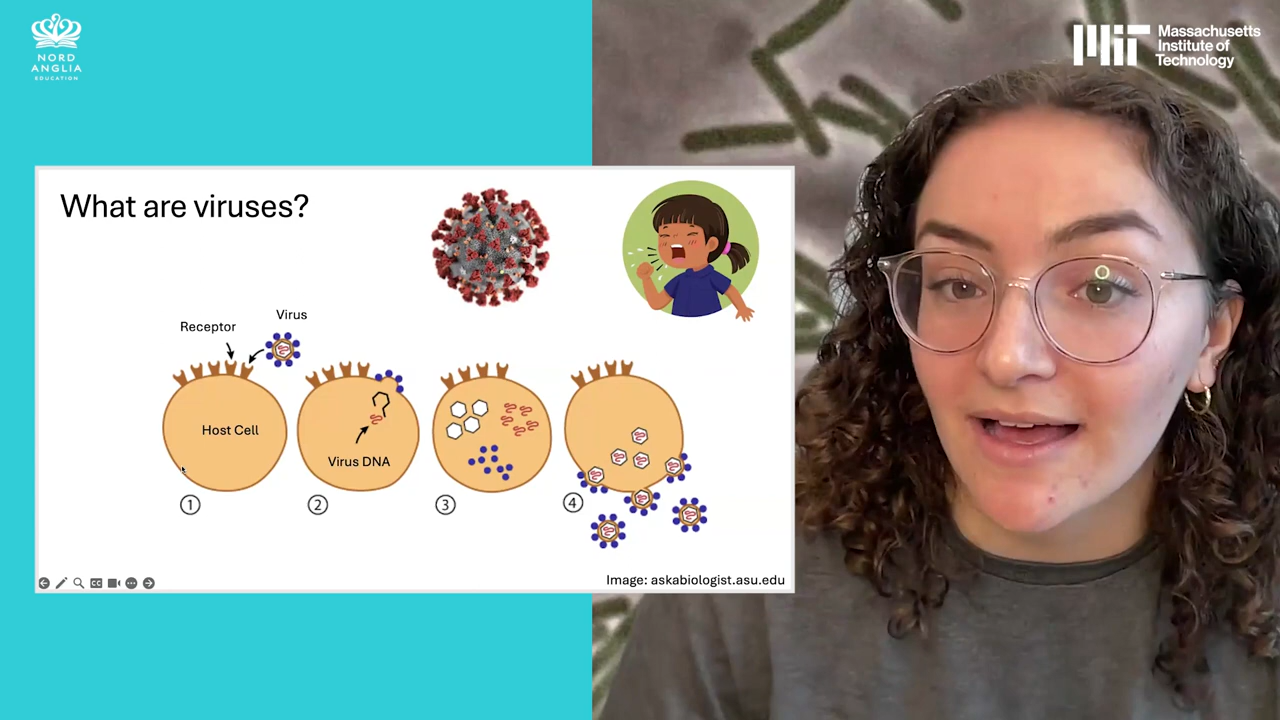 NORD
ANGLIA
EDUCATION
Massachusetts
Institute of
Technology
What are viruses?
Receptor
Virus
Host Cell
Virus DNA
1
2
3
4
CC
Image: askabiologist.asu.edu